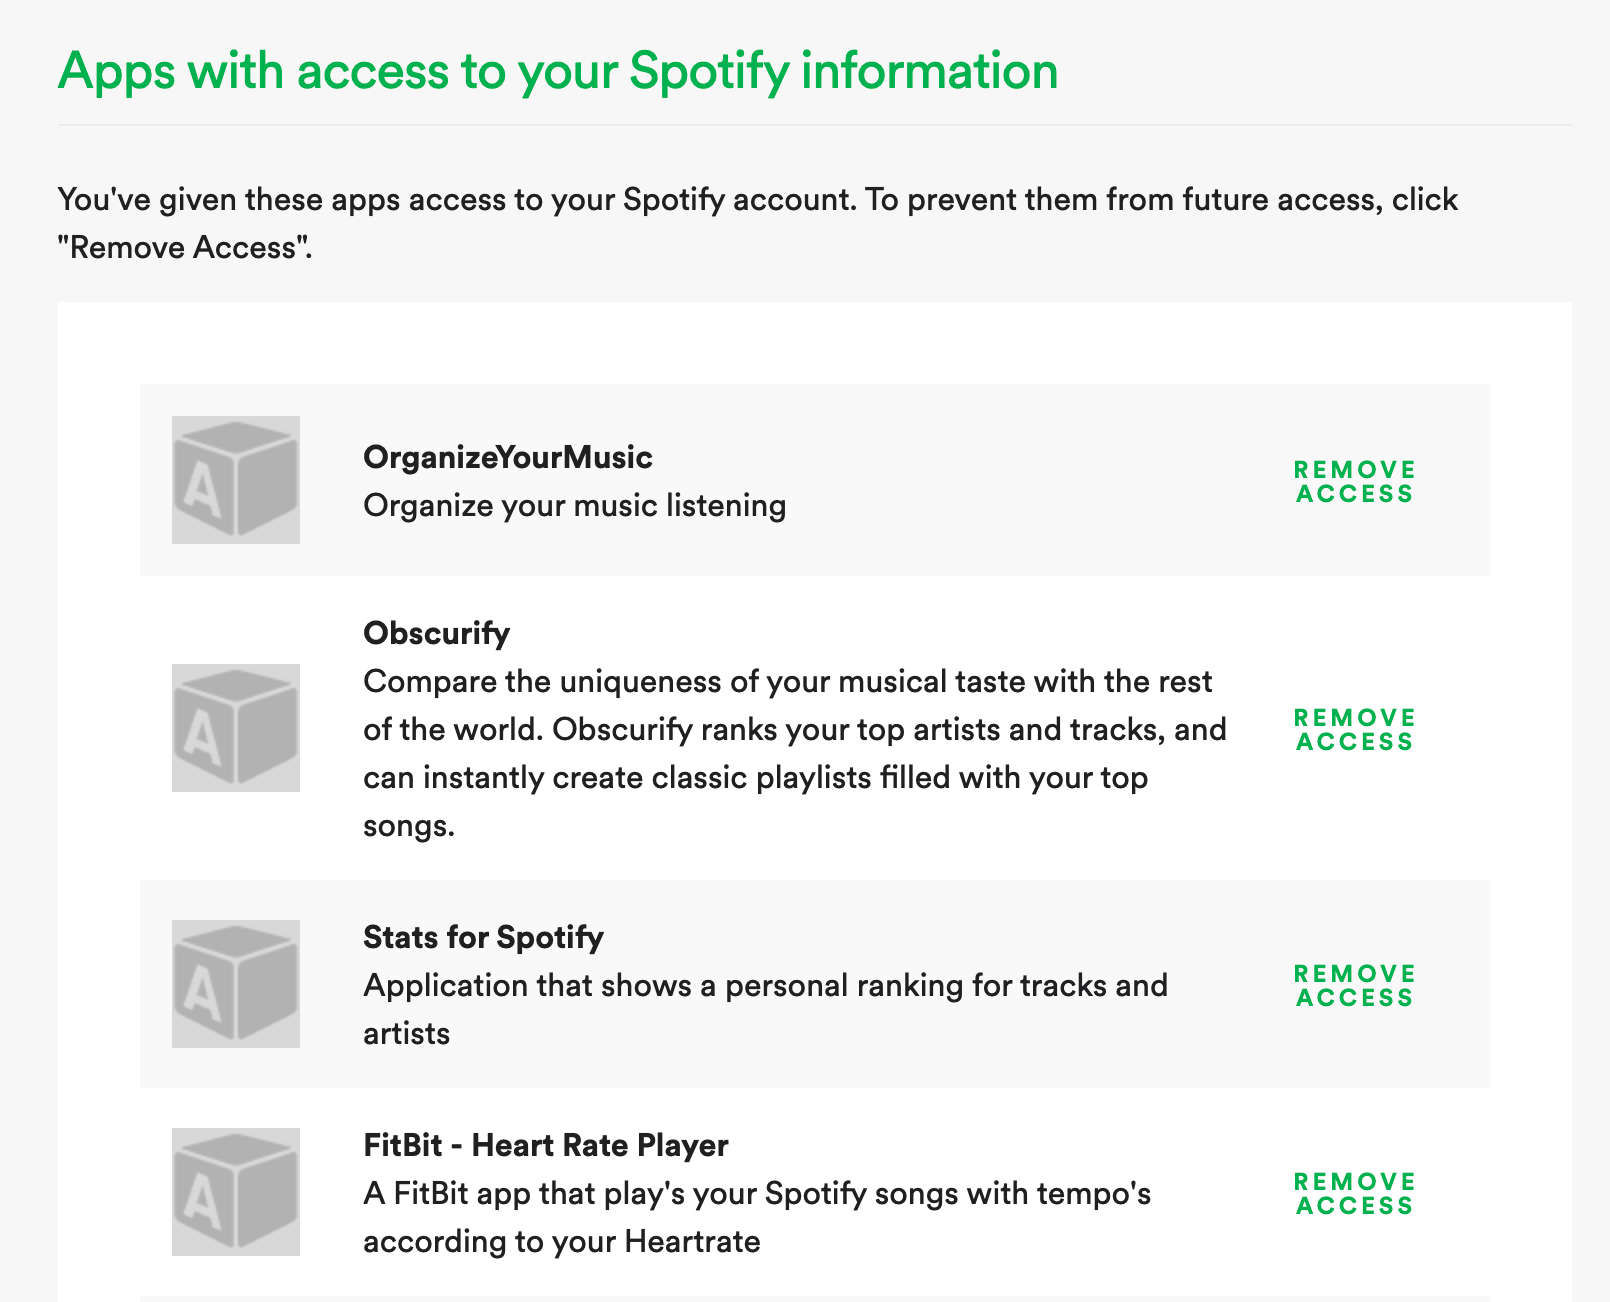 Apps with access to your Spotify information
You've given these apps access to your Spotify account. To prevent them from future access, click
"Remove Access".
A
OrganizeYourMusic
Organize your music listening
REMOVE
ACCESS
A
Obscurify
Compare the uniqueness of your musical taste with the rest
of the world. Obscurify ranks your top artists and tracks, and
can instantly create classic playlists filled with your top
songs.
REMOVE
ACCESS
A
Stats for Spotify
Application that shows a personal ranking for tracks and
artists
REMOVE
ACCESS
A
FitBit - Heart Rate Player
A FitBit app that play's your Spotify songs with tempo's
according to your Heartrate
REMOVE
ACCESS